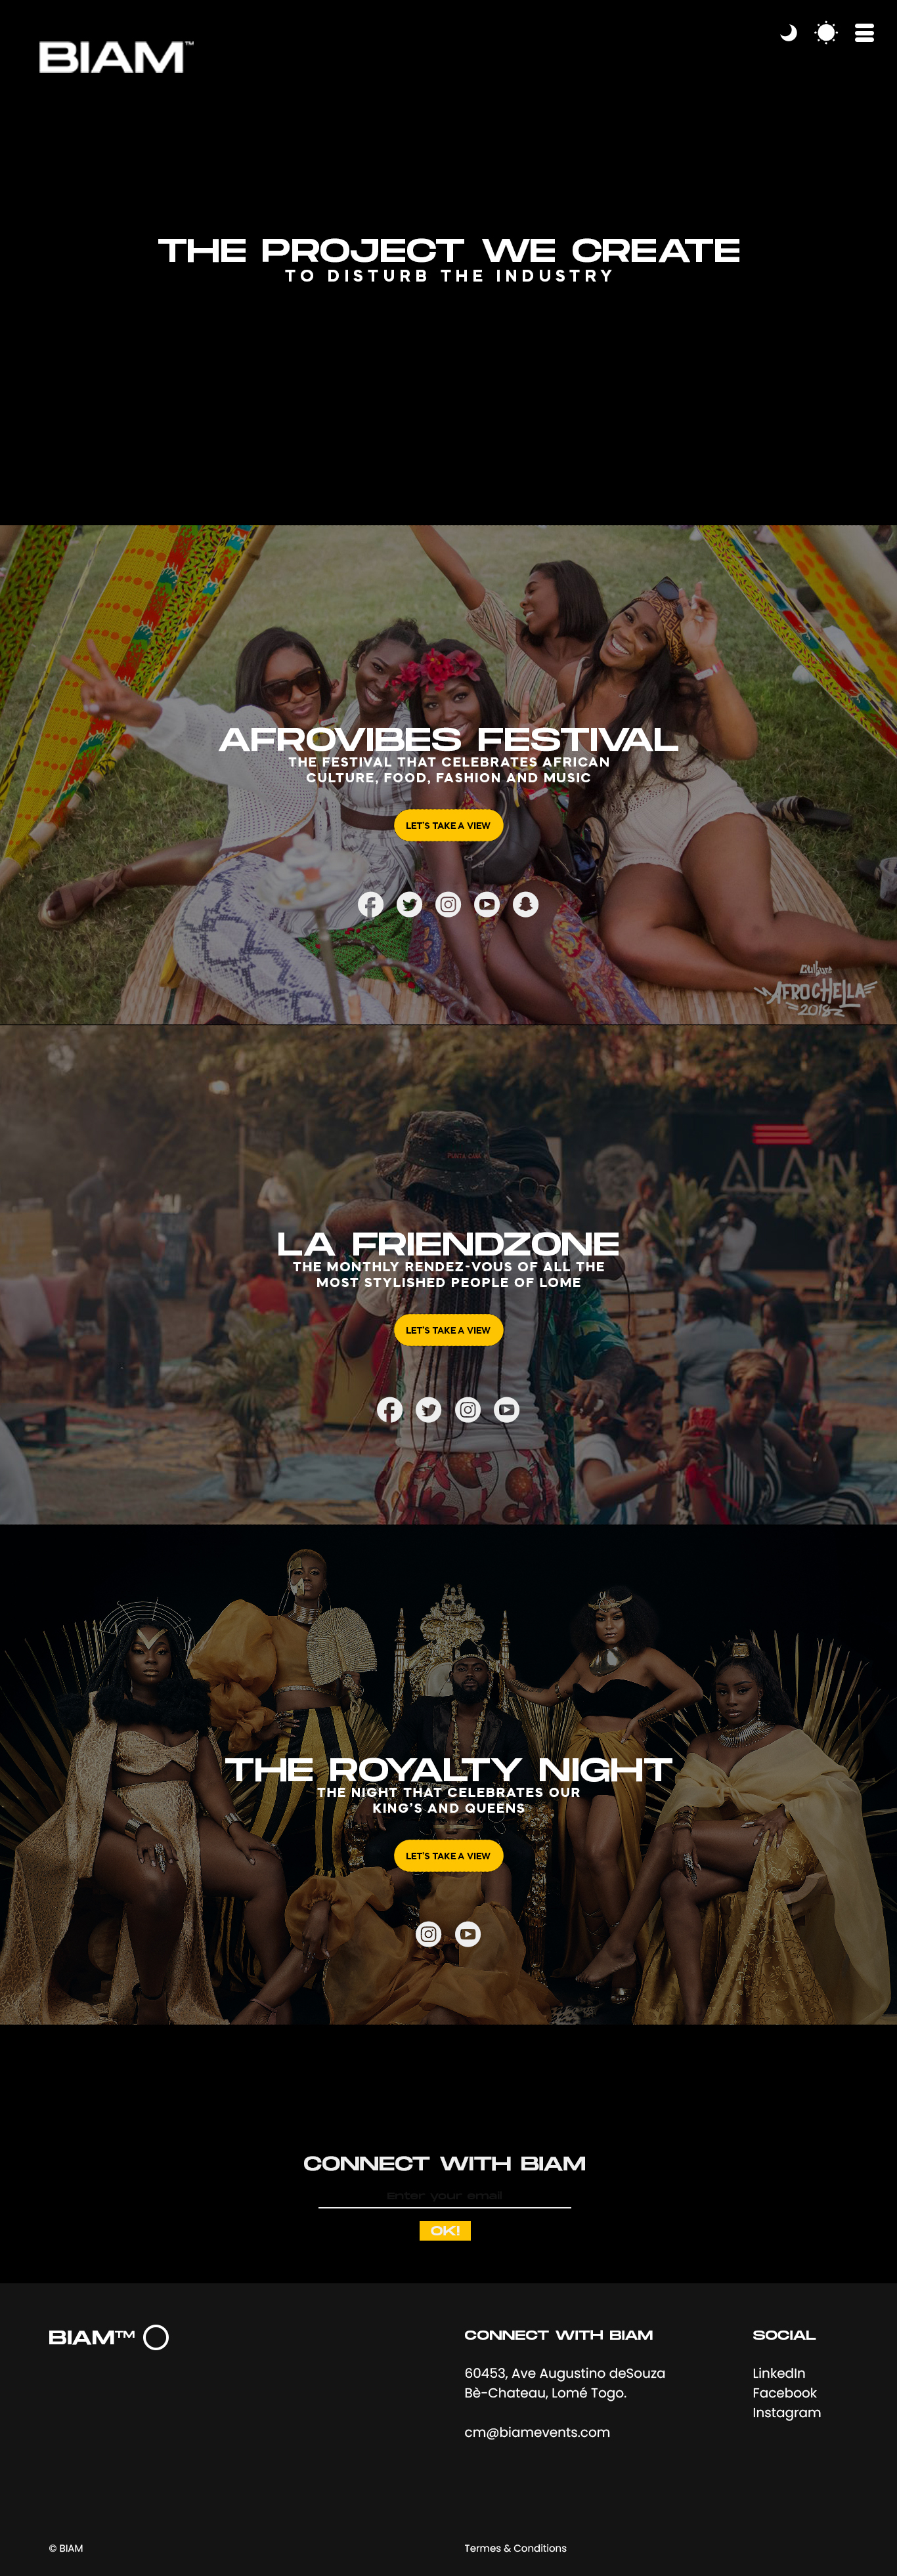 BIAM™
THE PROJECT WE CREATE
TO DISTURB THE INDUSTRY
AFROVIBES FESTIVAL
THE FESTIVAL THAT CELEBRATES AFRICAN
CULTURE, FOOD, FASHION AND MUSIC
LET'S TAKE A VIEW
Culture
AFROCHELLA
2018
ALAIN
LA FRIENDZONE
THE MONTHLY RENDEZ-VOUS OF ALL THE
MOST STYLISHED PEOPLE OF LOME
LET'S TAKE A VIEW
THE ROYALTY NIGHT
THE NIGHT THAT CELEBRATES OUR
KING'S AND QUEENS
LET'S TAKE A VIEW
CONNECT WITH BIAM
Enter your email
OK!
BIAM™
CONNECT WITH BIAM
60453, Ave Augustino deSouza
Bè-Chateau, Lomé Togo.
cm@biamevents.com
SOCIAL
LinkedIn
Facebook
Instagram
© BIAM
Termes & Conditions